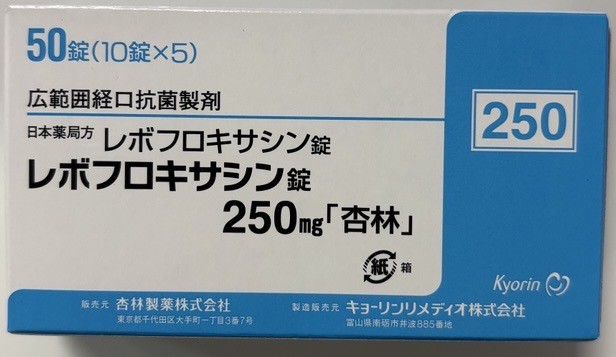 50錠(10錠×5)
広範囲経口抗菌製剤
日本薬局方 レボフロキサシン錠
レボフロキサシン錠
250mg「杏林」
250
紙 箱
Kyorin
販売元 杏林製薬株式会社
東京都千代田区大手町一丁目3番7号
製造販売元 キョーリンリメディオ株式会社
富山県南砺市井波885番地